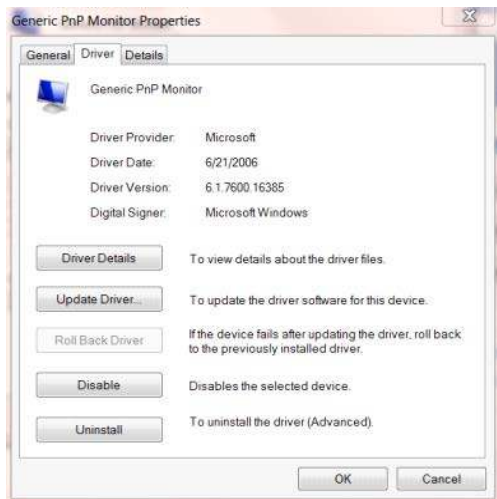 Generic PnP Monitor Properties
General Driver Details
Generic PnP Monitor
Driver Provider: Microsoft
Driver Date: 6/21/2006
Driver Version: 6.1.7600.16385
Digital Signer: Microsoft Windows
Driver Details To view details about the driver files.
Update Driver... To update the driver software for this device.
Roll Back Driver If the device fails after updating the driver, roll back
to the previously installed driver.
Disable Disables the selected device.
Uninstall To uninstall the driver (Advanced).
OK Cancel